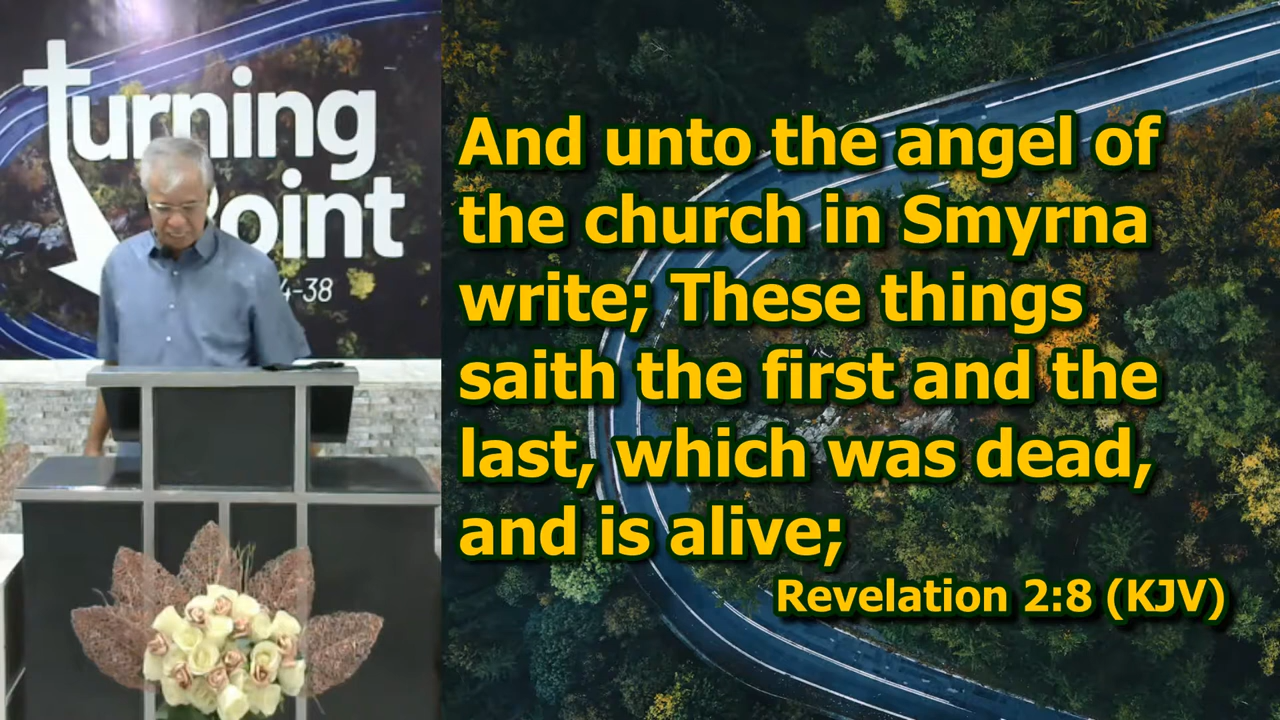 turning
Point
4-38
And unto the angel of
the church in Smyrna
write; These things
saith the first and the
last, which was dead,
and is alive;
Revelation 2:8 (KJV)